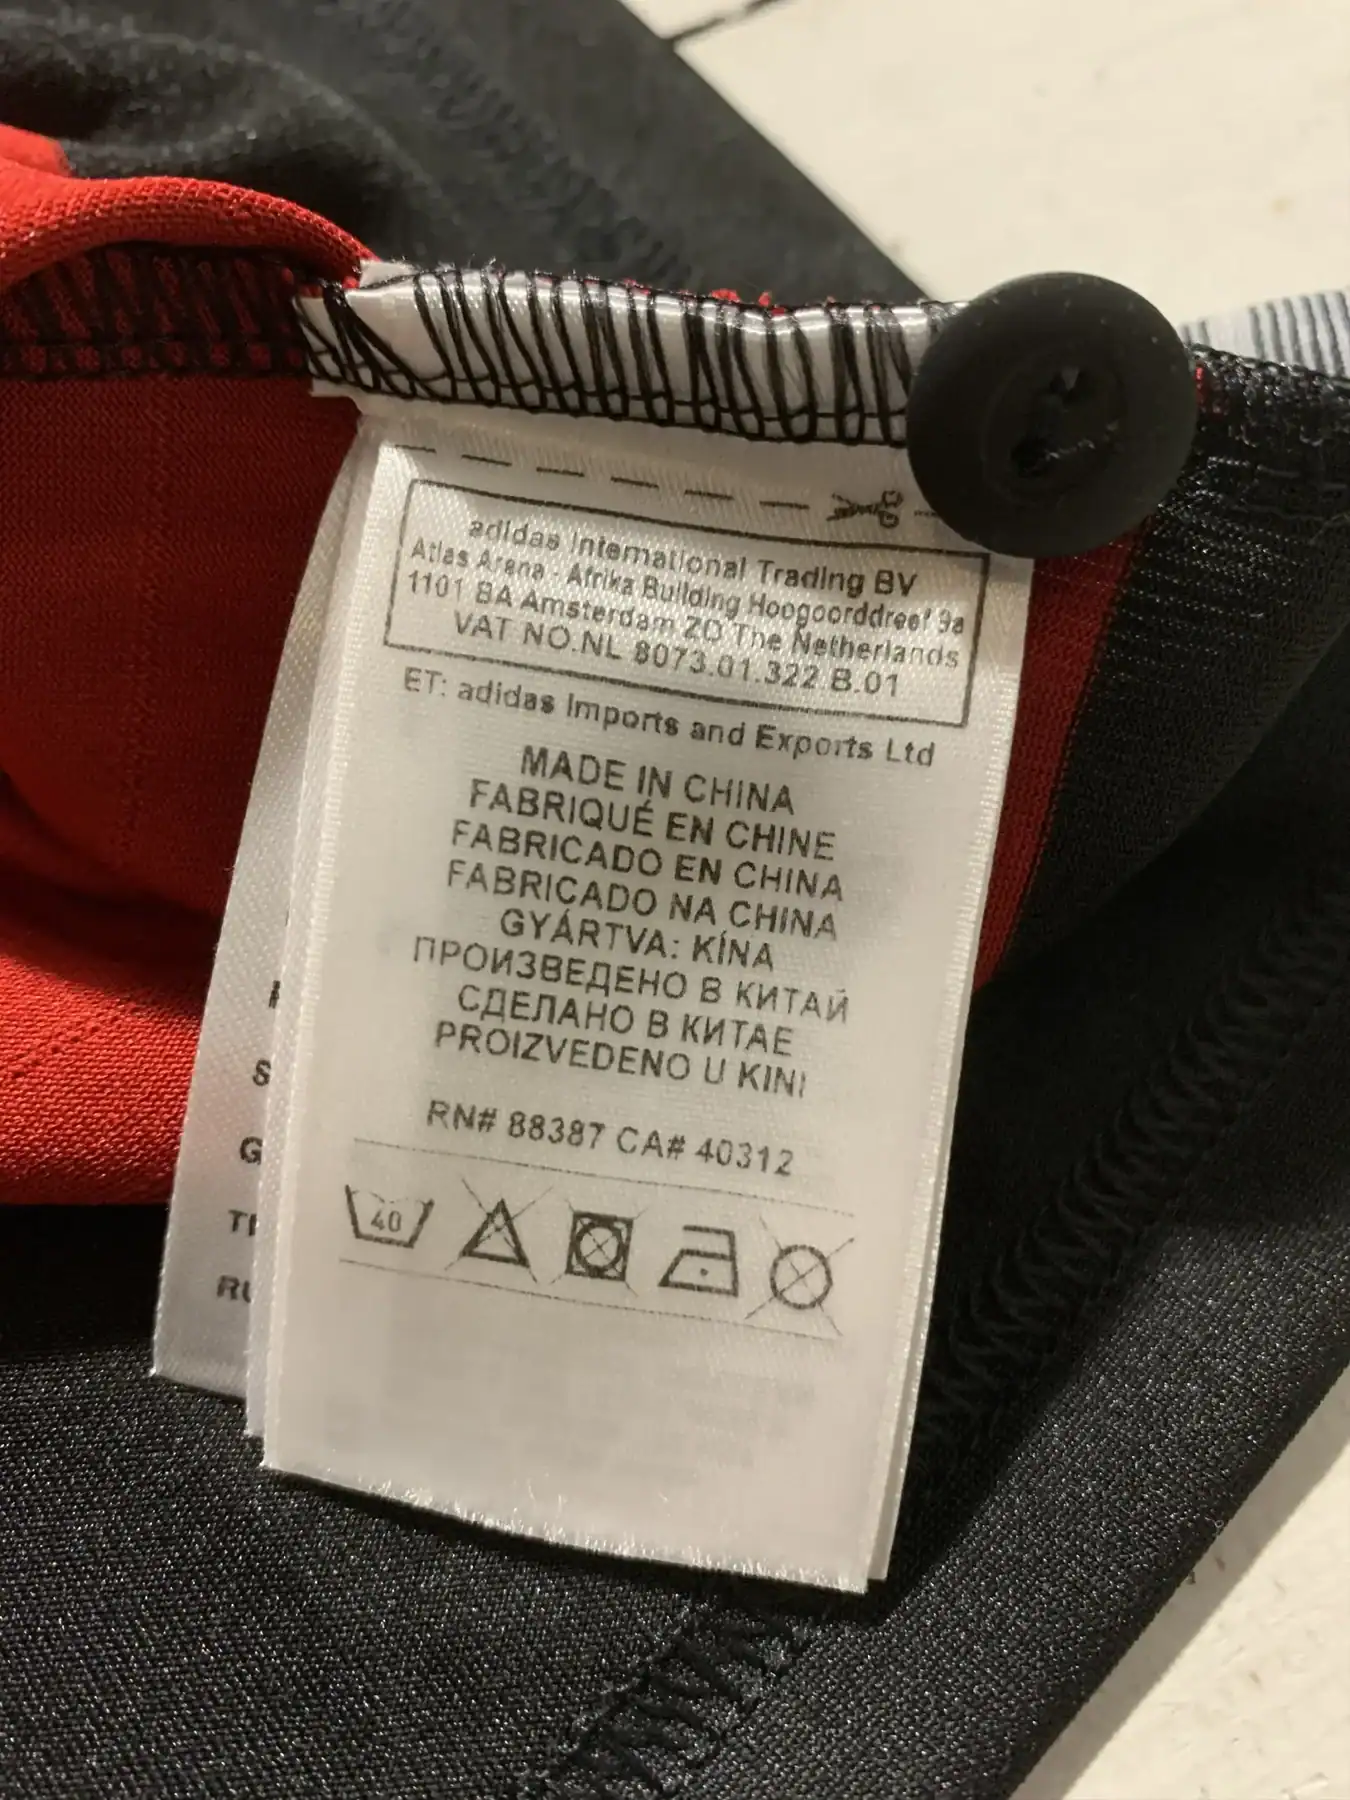 adidas International Trading BV
Atlas Arena - Afrika Building Hoogoorddreef 9a
1101 BA Amsterdam ZO The Netherlands
VAT NO.NL 8073.01.322 B.01
ET: adidas Imports and Exports Ltd
MADE IN CHINA
FABRIQUÉ EN CHINE
FABRICADO EN CHINA
FABRICADO NA CHINA
GYÁRTVA: KÍNA
ПРОИЗВЕДЕНО В КИТАЙ
СДЕЛАНО В КИТАЕ
PROIZVEDENO U KINI
RN# 88387 CA# 40312
40